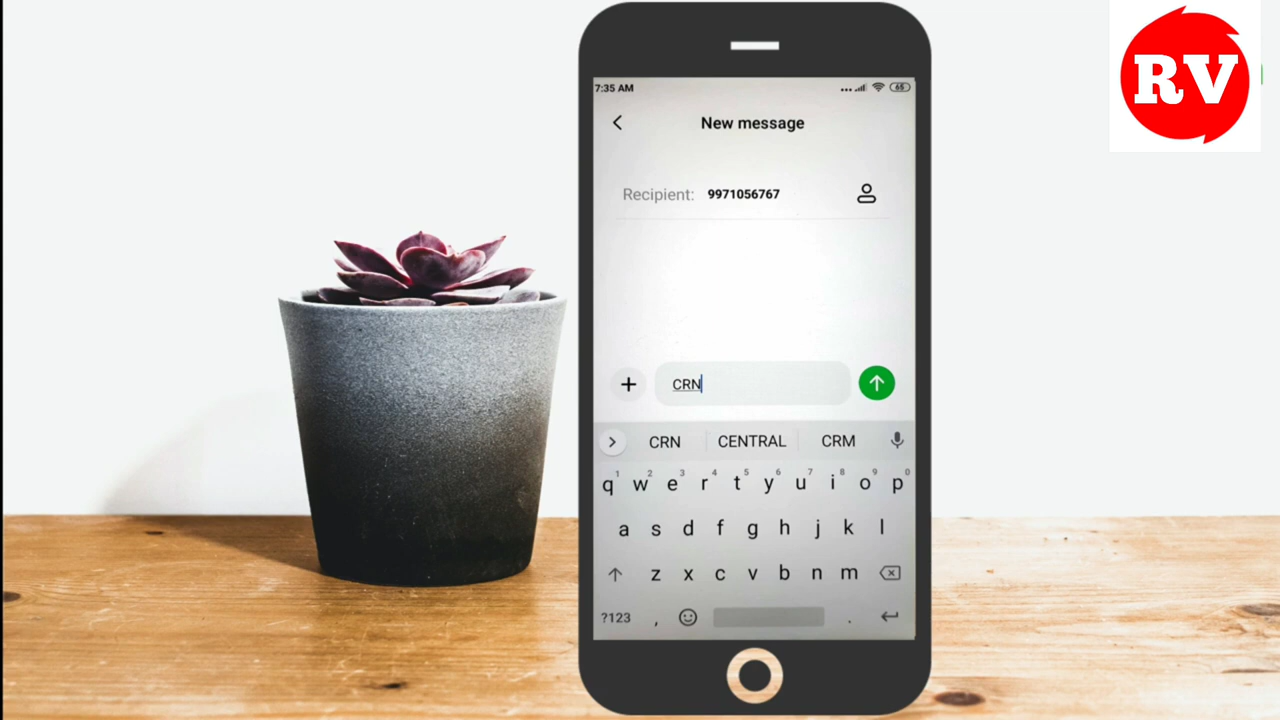 RV
7:35 AM
65
New message
Recipient: 9971056767
CRN
CRN CENTRAL CRM
1 2 3 4 5 6 7 8 9 0
q w e r t y u i o p
a s d f g h j k l
z x c v b n m
?123 , .